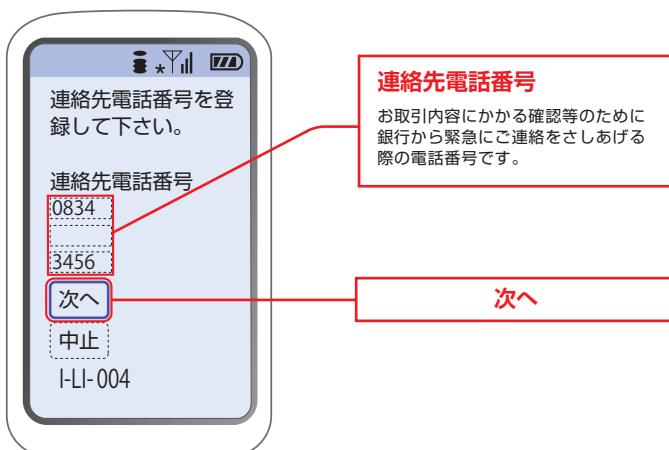 連絡先電話番号を登
録して下さい。
連絡先電話番号
0834
3456
次へ
中止
I-LI-004
連絡先電話番号
お取引内容にかかる確認等のために
銀行から緊急にご連絡をさしあげる
際の電話番号です。
次へ